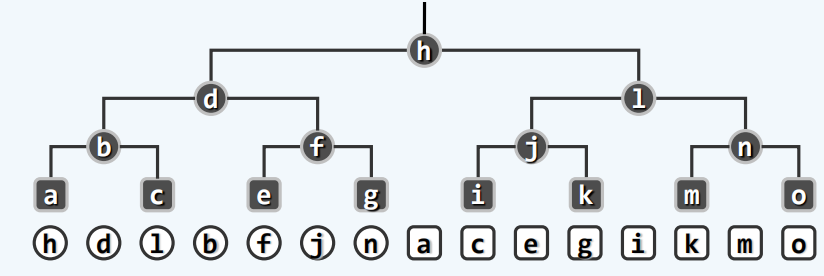 h
d l
b f j n
a c e g i k m o
h d l b f j n a c e g i k m o